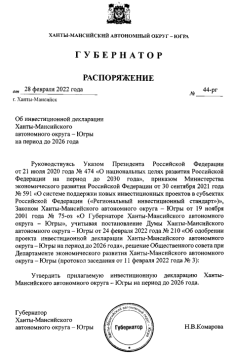 ХАНТЫ-МАНСИЙСКИЙ АВТОНОМНЫЙ ОКРУГ – ЮГРА
ГУБЕРНАТОР
РАСПОРЯЖЕНИЕ
от 28 февраля 2022 года № 44-рг
г. Ханты-Мансийск
Об инвестиционной декларации
Ханты-Мансийского
автономного округа – Югры
на период до 2026 года
Руководствуясь Указом Президента Российской Федерации
от 21 июля 2020 года № 474 «О национальных целях развития Российской
Федерации на период до 2030 года», приказом Министерства
экономического развития Российской Федерации от 30 сентября 2021 года
№ 591 «О системе поддержки новых инвестиционных проектов в субъектах
Российской Федерации («Региональный инвестиционный стандарт»)»,
Законом Ханты-Мансийского автономного округа – Югры от 19 ноября
2001 года № 75-оз «О Губернаторе Ханты-Мансийского автономного
округа – Югры», учитывая постановление Думы Ханты-Мансийского
автономного округа – Югры от 24 февраля 2022 года № 210 «Об одобрении
проекта инвестиционной декларации Ханты-Мансийского автономного
округа – Югры на период до 2026 года», решение Общественного совета при
Департаменте экономического развития Ханты-Мансийского автономного
округа – Югры (протокол заседания от 11 февраля 2022 года № 3):
Утвердить прилагаемую инвестиционную декларацию Ханты-
Мансийского автономного округа – Югры на период до 2026 года.
Губернатор
Ханты-Мансийского
автономного округа – Югры
Губернатор
Н.В.Комарова